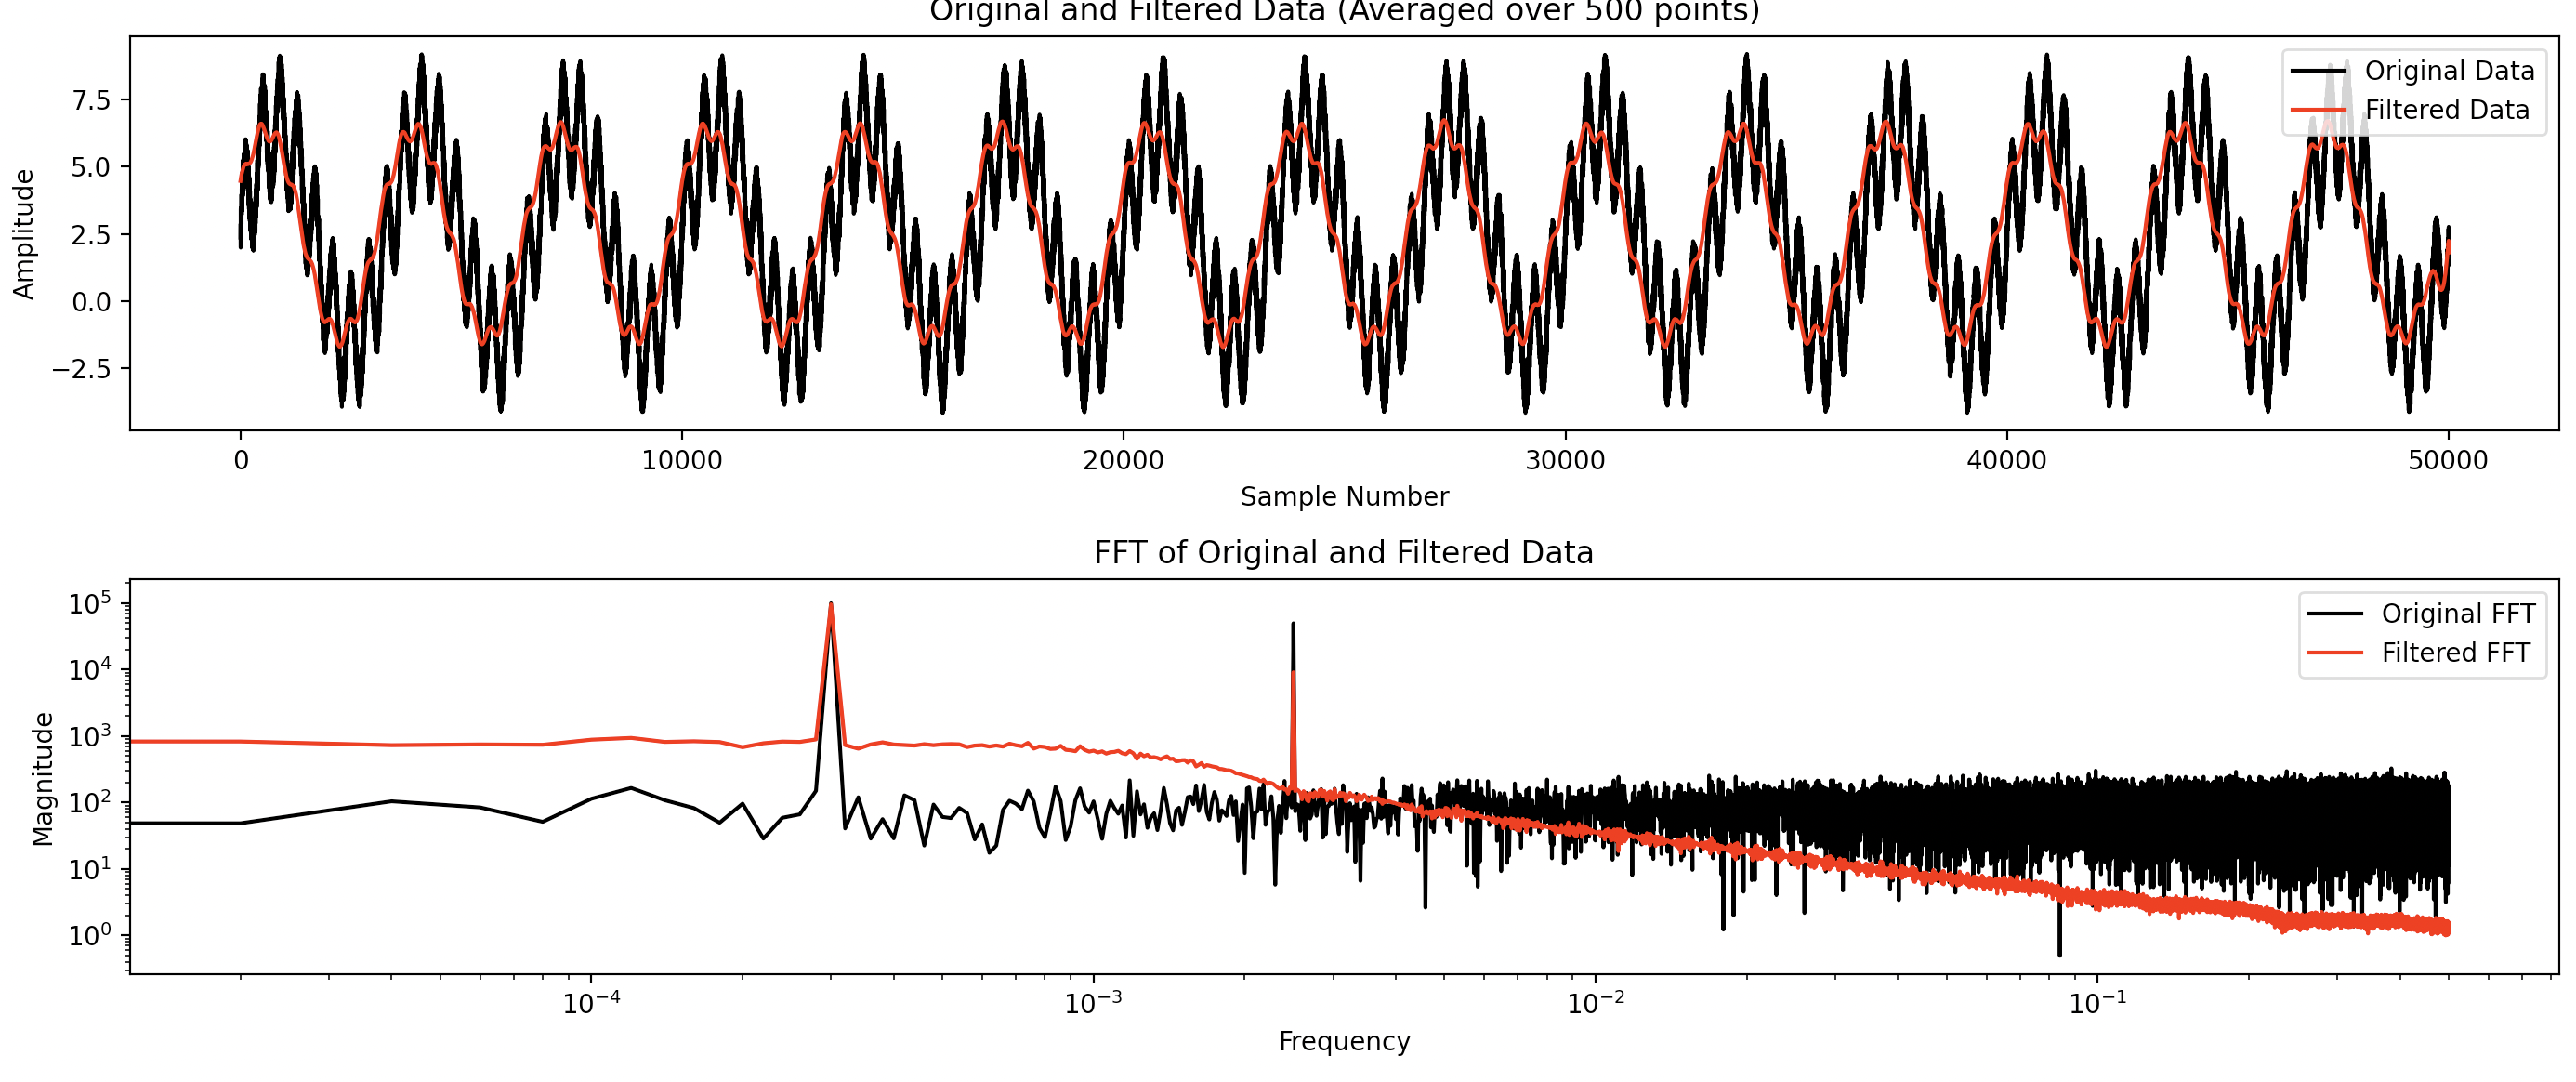 Original and Filtered Data (Averaged over 500 points)
Original Data
Filtered Data
Amplitude
7.5
5.0
2.5
0.0
−2.5
0 10000 20000 30000 40000 50000
Sample Number
FFT of Original and Filtered Data
Original FFT
Filtered FFT
Magnitude
10⁵
10⁴
10³
10²
10¹
10⁰
10⁻⁴ 10⁻³ 10⁻² 10⁻¹
Frequency